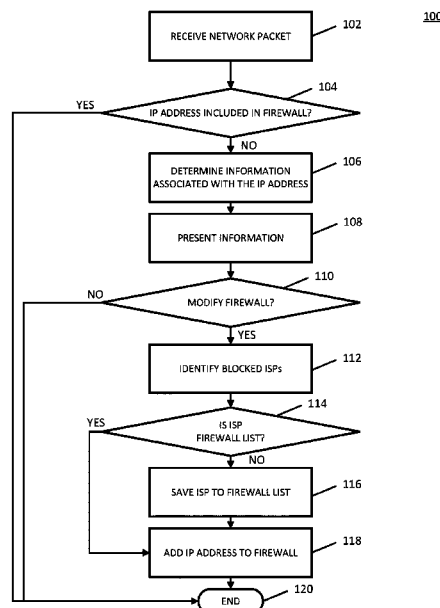 100
RECEIVE NETWORK PACKET
102
104
YES
IP ADDRESS INCLUDED IN FIREWALL?
NO
DETERMINE INFORMATION
ASSOCIATED WITH THE IP ADDRESS
106
PRESENT INFORMATION
108
110
NO
MODIFY FIREWALL?
YES
IDENTIFY BLOCKED ISPs
112
114
YES
IS ISP
FIREWALL LIST?
NO
SAVE ISP TO FIREWALL LIST
116
ADD IP ADDRESS TO FIREWALL
118
END
120